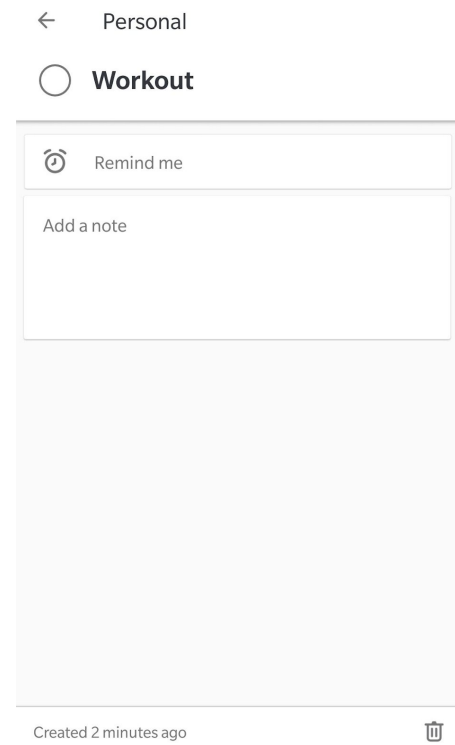 Personal
Workout
Remind me
Add a note
Created 2 minutes ago